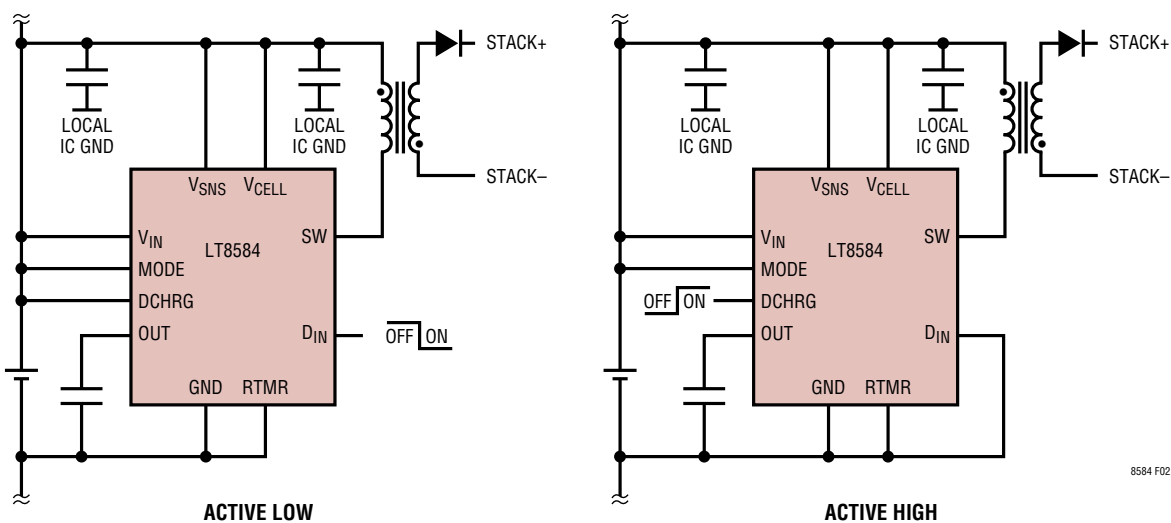 STACK+
LOCAL
IC GND
LOCAL
IC GND
STACK–
VSNS VCELL
VIN
SW
LT8584
MODE
DCHRG
OUT
DIN
OFF ON
GND RTMR
ACTIVE LOW
STACK+
LOCAL
IC GND
LOCAL
IC GND
STACK–
VSNS VCELL
VIN
SW
LT8584
MODE
OFF ON
DCHRG
OUT
DIN
GND RTMR
8584 F02
ACTIVE HIGH